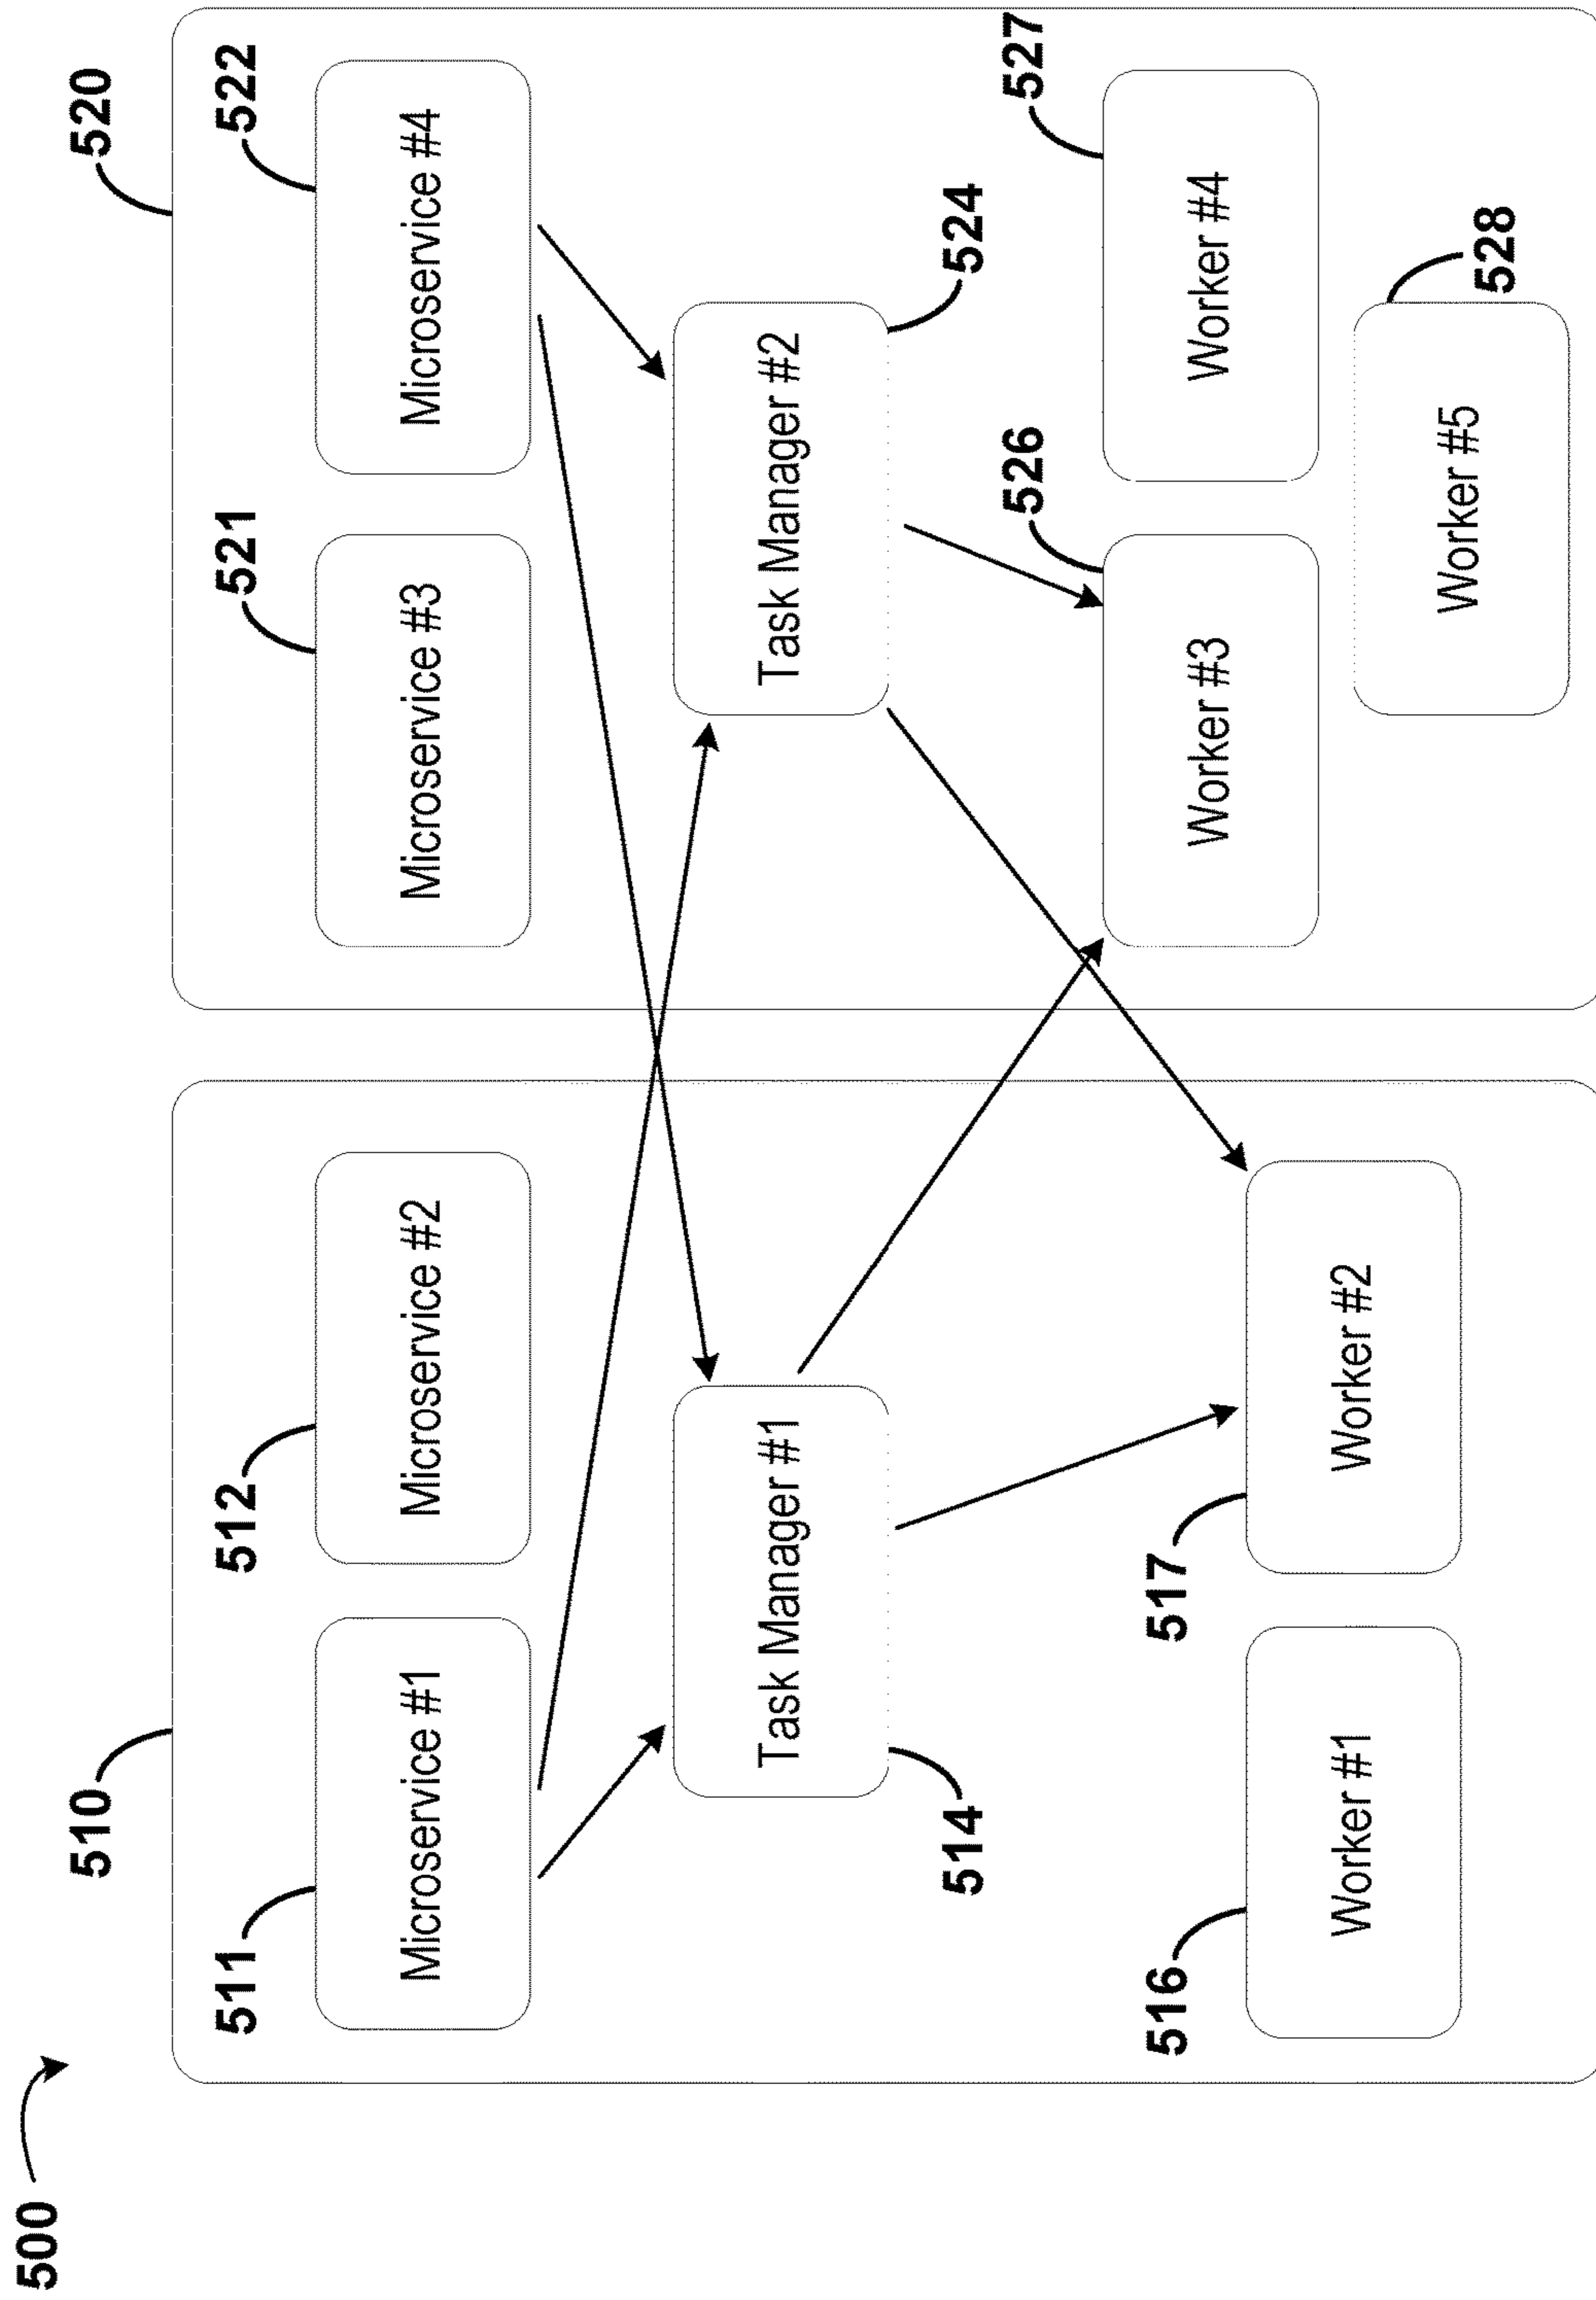 500
510
520
511
512
521
522
Microservice #1
Microservice #2
Microservice #3
Microservice #4
Task Manager #1
Task Manager #2
514
524
516
517
526
527
Worker #1
Worker #2
Worker #3
Worker #4
528
Worker #5